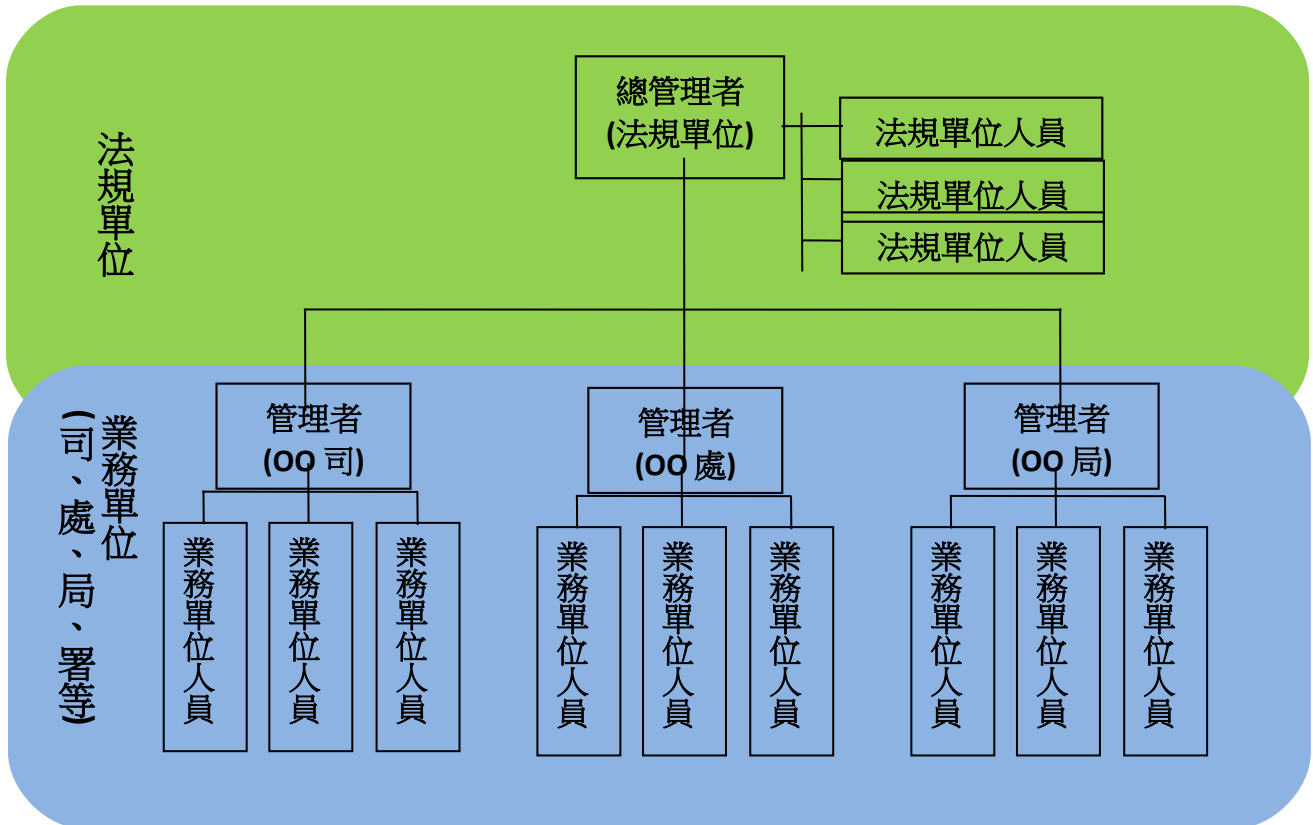 總管理者
(法規單位)
法規單位人員
法規單位人員
法規單位人員
法規單位
管理者
(OO 司)
管理者
(OO 處)
管理者
(OO 局)
業務單位
(司、處、局、署等)
業務單位人員
業務單位人員
業務單位人員
業務單位人員
業務單位人員
業務單位人員
業務單位人員
業務單位人員
業務單位人員